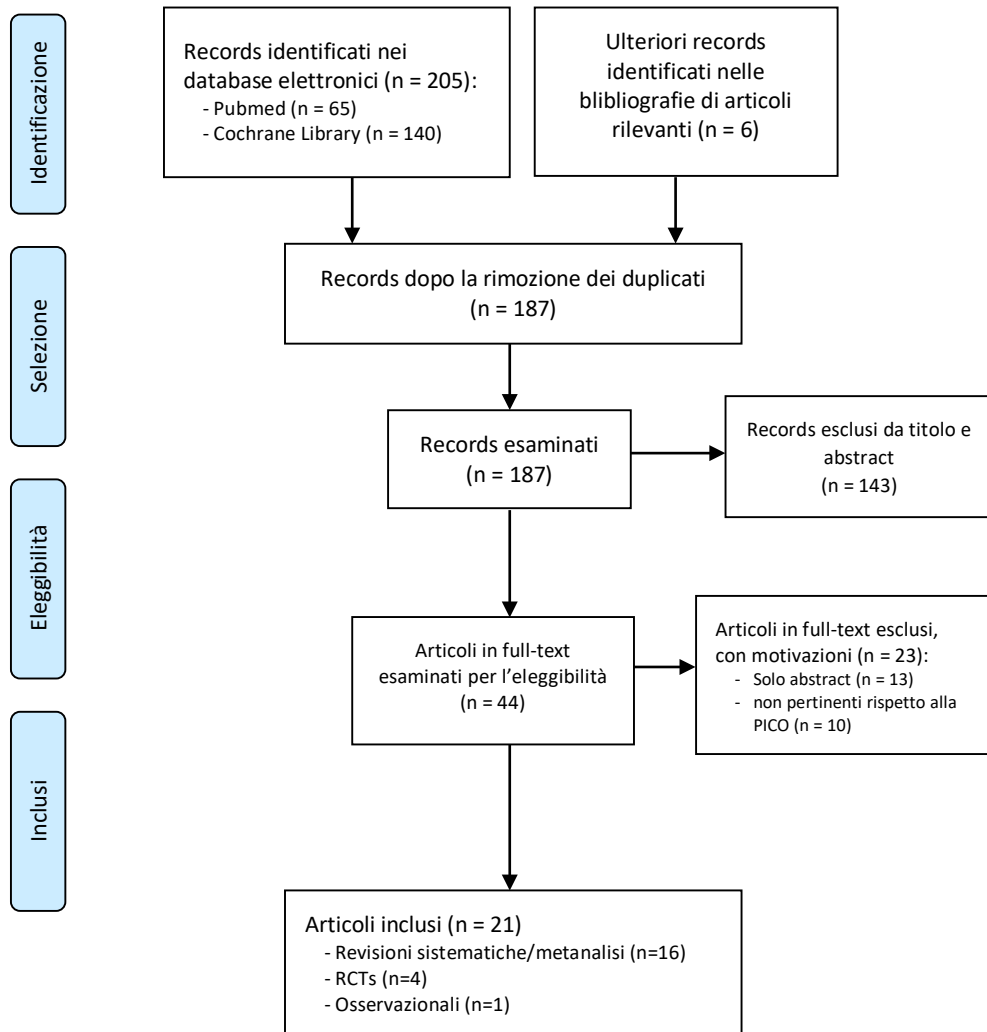 Identificazione
Records identificati nei
database elettronici (n = 205):
- Pubmed (n = 65)
- Cochrane Library (n = 140)
Ulteriori records
identificati nelle
blibliografie di articoli
rilevanti (n = 6)
Selezione
Records dopo la rimozione dei duplicati
(n = 187)
Records esaminati
(n = 187)
Records esclusi da titolo e
abstract
(n = 143)
Eleggibilità
Articoli in full-text
esaminati per l’eleggibilità
(n = 44)
Articoli in full-text esclusi,
con motivazioni (n = 23):
- Solo abstract (n = 13)
- non pertinenti rispetto alla
PICO (n = 10)
Inclusi
Articoli inclusi (n = 21)
- Revisioni sistematiche/metanalisi (n=16)
- RCTs (n=4)
- Osservazionali (n=1)